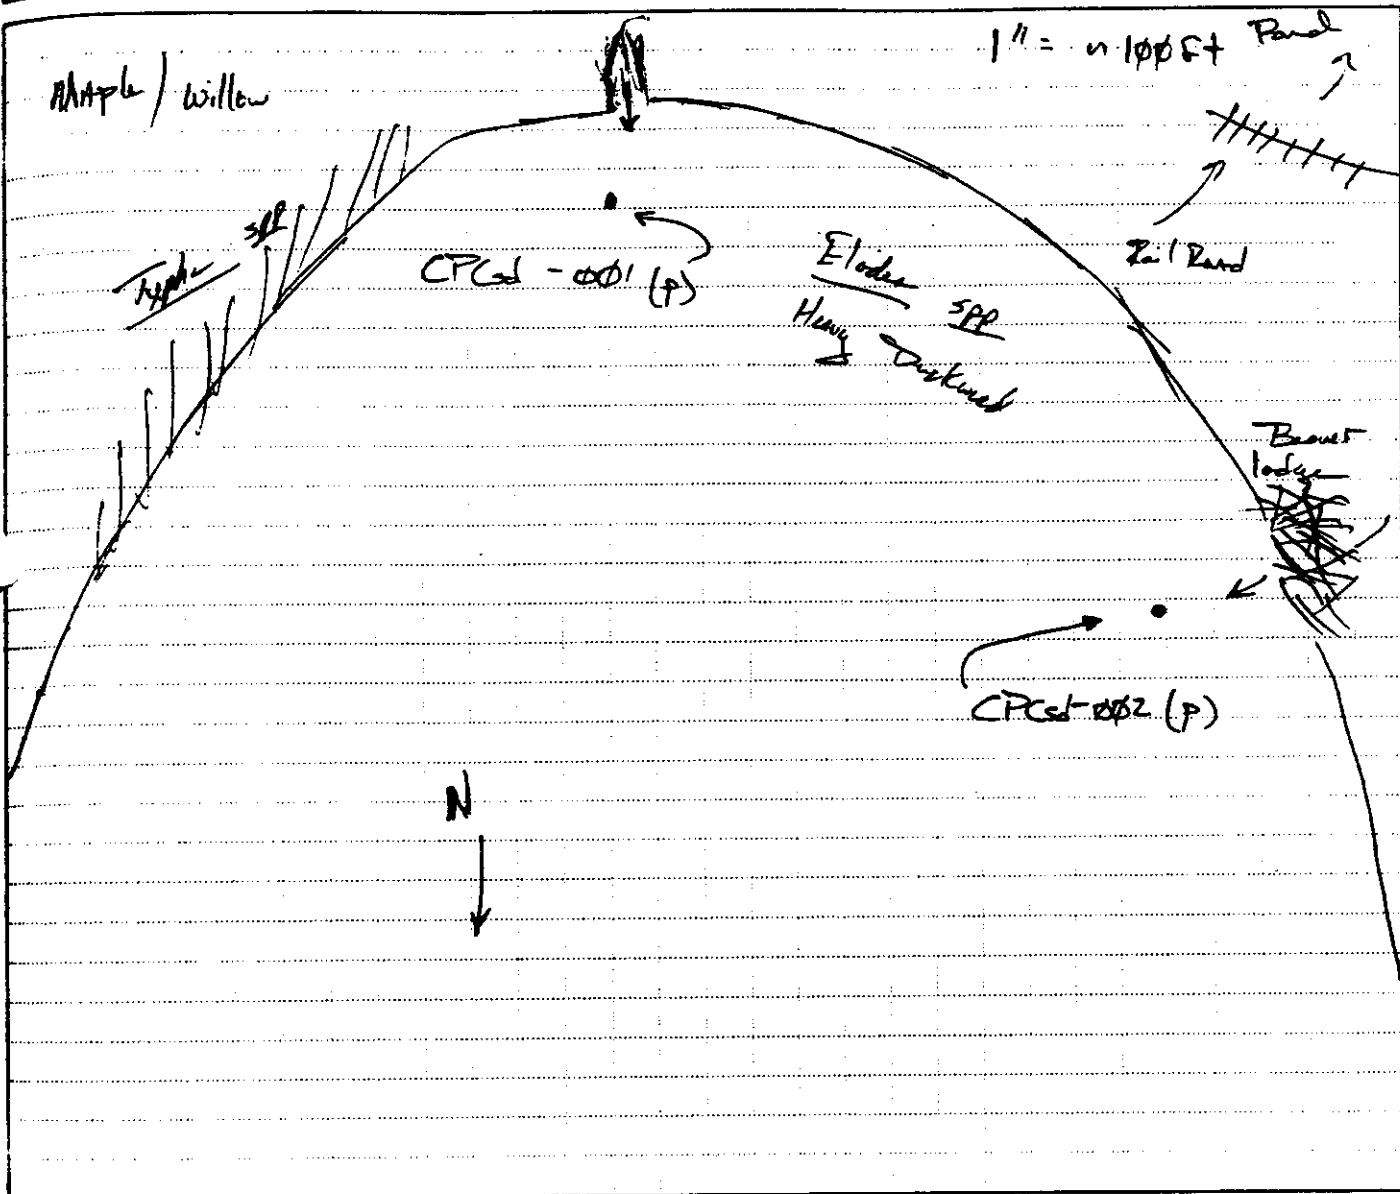 1" = ~ 100 ft Pond
Maple / Willow
Rail Road
Typha spp
CPCsd - 001 (p)
Elodea spp
Heavy Duckweed
Beaver
lodge
CPCsd-002 (p)
N